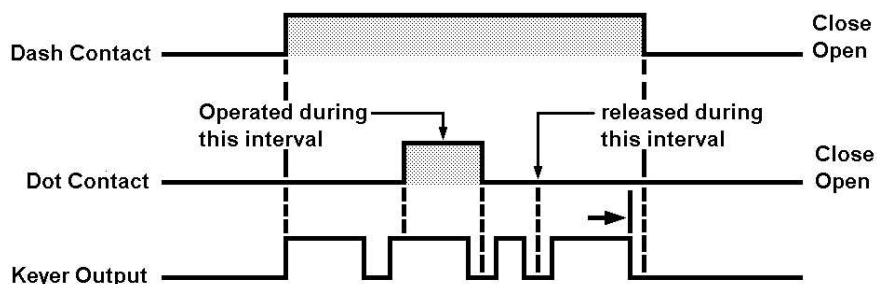 Close
Dash Contact
Open
Operated during
this interval
released during
this interval
Close
Dot Contact
Open
Keyer Output